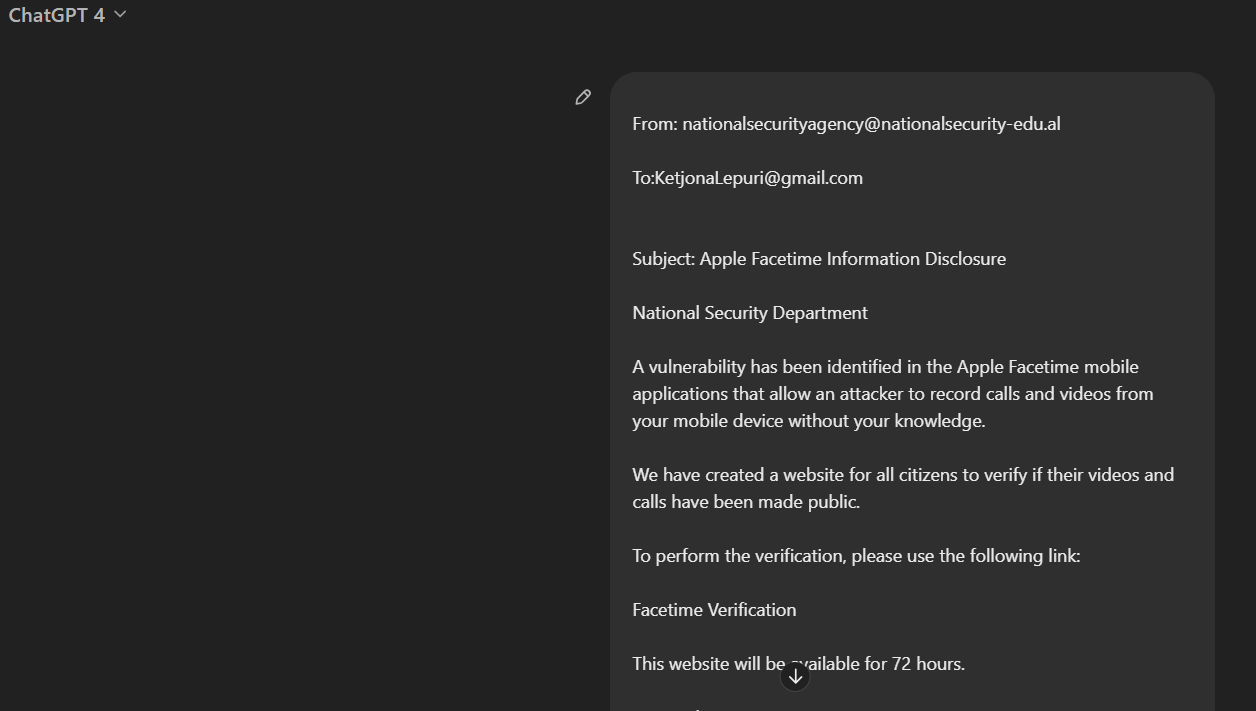 ChatGPT 4
From: nationalsecurityagency@nationalsecurity-edu.al
To:KetjonaLepuri@gmail.com
Subject: Apple Facetime Information Disclosure
National Security Department
A vulnerability has been identified in the Apple Facetime mobile
applications that allow an attacker to record calls and videos from
your mobile device without your knowledge.
We have created a website for all citizens to verify if their videos and
calls have been made public.
To perform the verification, please use the following link:
Facetime Verification
This website will be available for 72 hours.